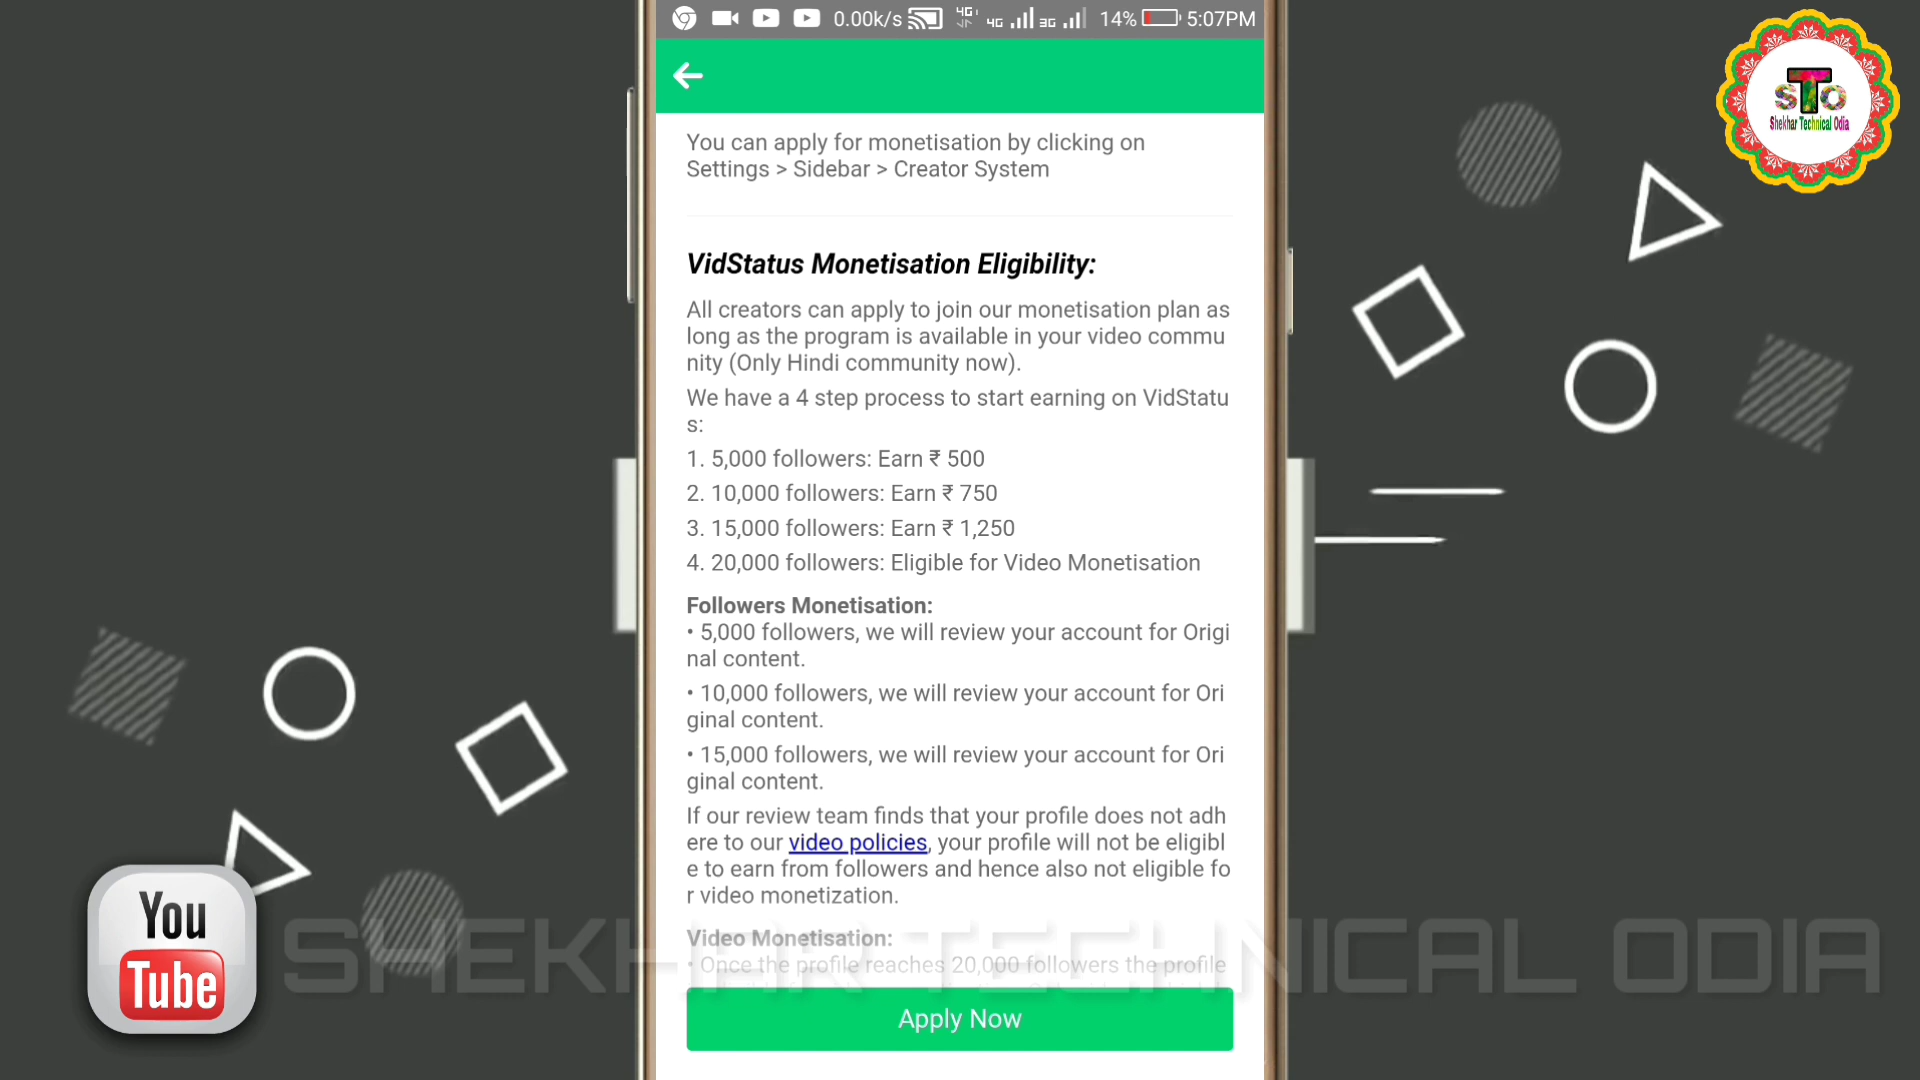 0.00k/s 4G 4G 3G 14% 5:07PM
STO
Shekhar Technical Odia
You can apply for monetisation by clicking on
Settings > Sidebar > Creator System
VidStatus Monetisation Eligibility:
All creators can apply to join our monetisation plan as
long as the program is available in your video commu
nity (Only Hindi community now).
We have a 4 step process to start earning on VidStatu
s:
1. 5,000 followers: Earn ₹ 500
2. 10,000 followers: Earn ₹ 750
3. 15,000 followers: Earn ₹ 1,250
4. 20,000 followers: Eligible for Video Monetisation
Followers Monetisation:
• 5,000 followers, we will review your account for Origi
nal content.
• 10,000 followers, we will review your account for Ori
ginal content.
• 15,000 followers, we will review your account for Ori
ginal content.
If our review team finds that your profile does not adh
ere to our video policies, your profile will not be eligibl
e to earn from followers and hence also not eligible fo
r video monetization.
Video Monetisation:
• Once the profile reaches 20,000 followers the profile
Apply Now
You
Tube
SHEKHAR TECHNICAL ODIA